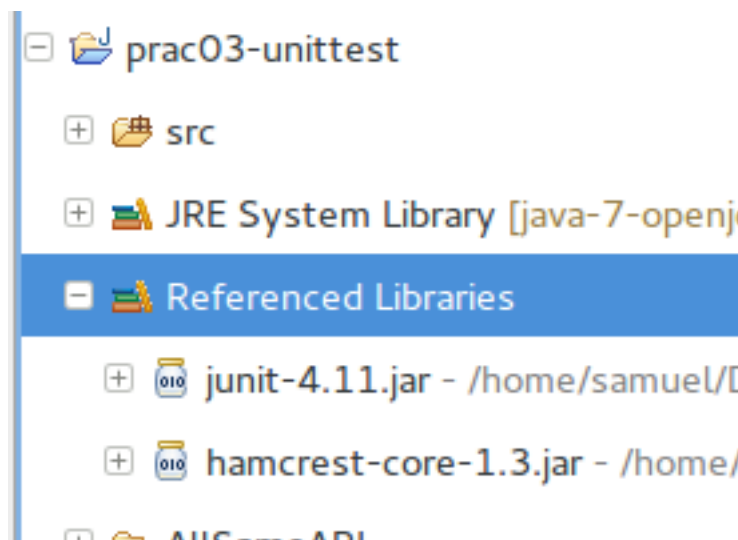 prac03-unittest
src
JRE System Library [java-7-openj
Referenced Libraries
junit-4.11.jar - /home/samuel/D
hamcrest-core-1.3.jar - /home/